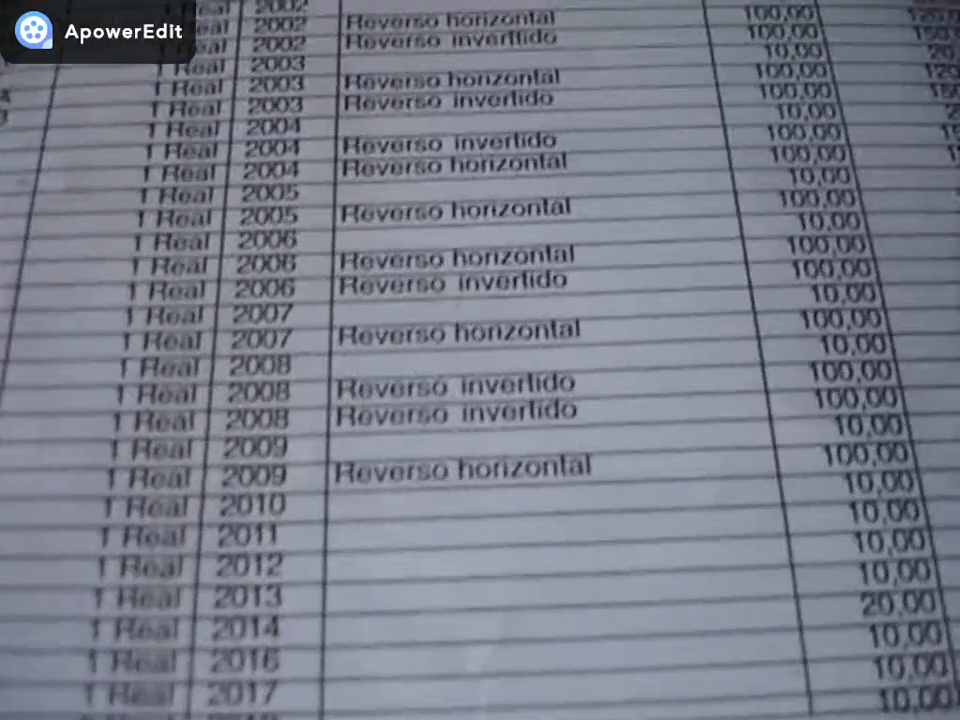 ApowerEdit
Real 2002
Real 2002 Reverso horizontal 100,00
Real 2002 Reverso invertido 100,00
1 Real 2003 10,00
1 Real 2003 Reverso horizontal 100,00
1 Real 2003 Reverso invertido 100,00
1 Real 2004 10,00
1 Real 2004 Reverso invertido 100,00
1 Real 2004 Reverso horizontal 100,00
1 Real 2005 10,00
1 Real 2005 Reverso horizontal 100,00
1 Real 2006 10,00
1 Real 2006 Reverso horizontal 100,00
1 Real 2006 Reverso invertido 100,00
1 Real 2007 10,00
1 Real 2007 Reverso horizontal 100,00
1 Real 2008 10,00
1 Real 2008 Reverso invertido 100,00
1 Real 2008 Reverso invertido 100,00
1 Real 2009 10,00
1 Real 2009 Reverso horizontal 100,00
1 Real 2010 10,00
1 Real 2011 10,00
1 Real 2012 10,00
1 Real 2013 10,00
1 Real 2014 20,00
1 Real 2016 10,00
1 Real 2017 10,00
10,00